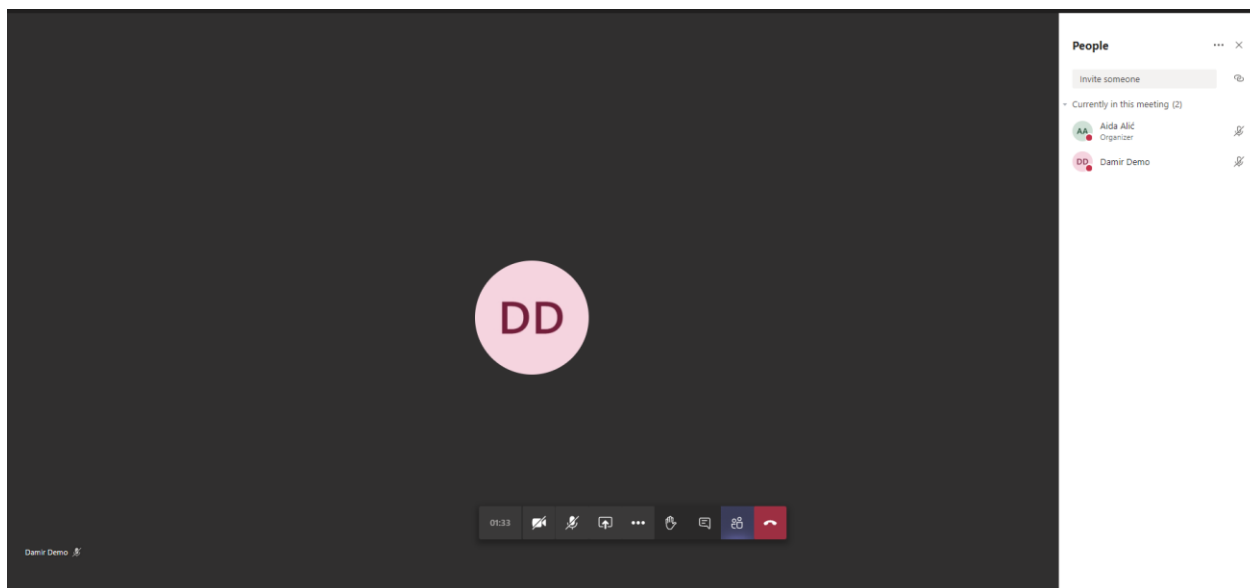 People
Invite someone
Currently in this meeting (2)
AA
Aida Alić
Organizer
DD
Damir Demo
DD
01:33
Damir Demo